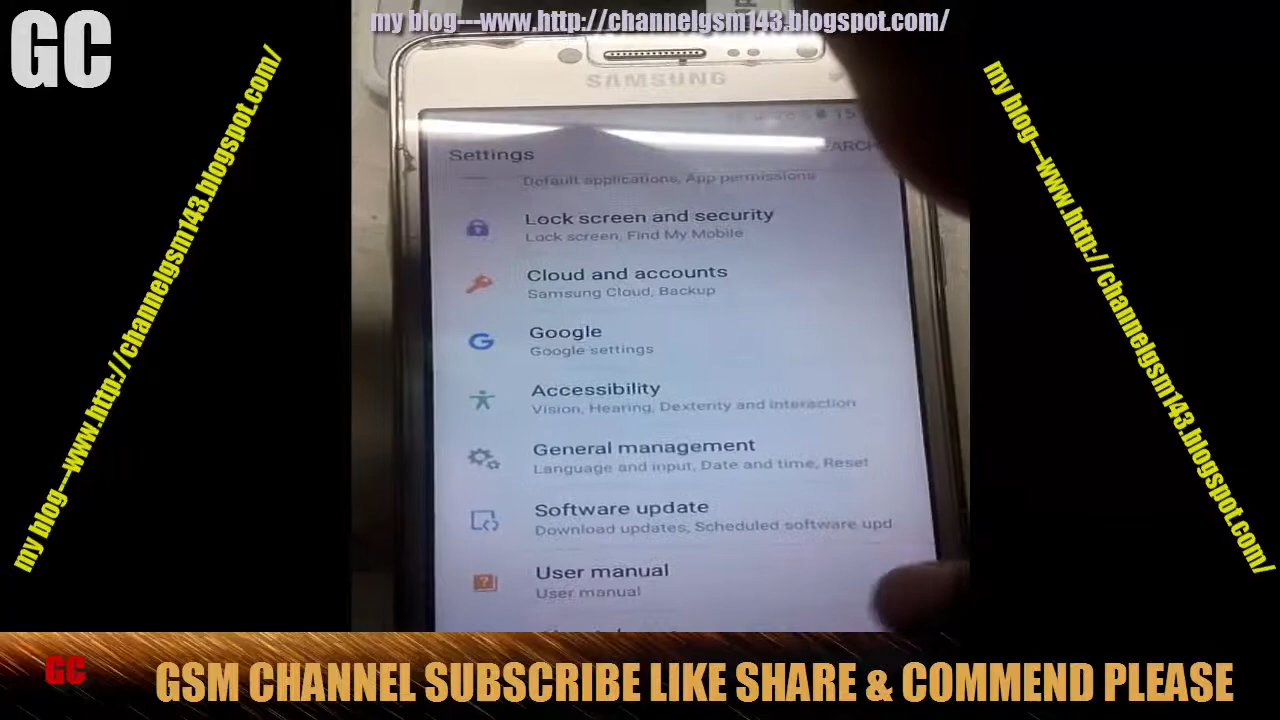 my blog---www.http://channelgsm143.blogspot.com/
GC
my blog---www.http://channelgsm143.blogspot.com/
my blog---www.http://channelgsm143.blogspot.com/
SAMSUNG
Settings
Default applications, App permissions
Lock screen and security
Lock screen, Find My Mobile
Cloud and accounts
Samsung Cloud, Backup
Google
Google settings
Accessibility
Vision, Hearing, Dexterity and interaction
General management
Language and input, Date and time, Reset
Software update
Download updates, Scheduled software upd
User manual
User manual
GC
GSM CHANNEL SUBSCRIBE LIKE SHARE & COMMEND PLEASE